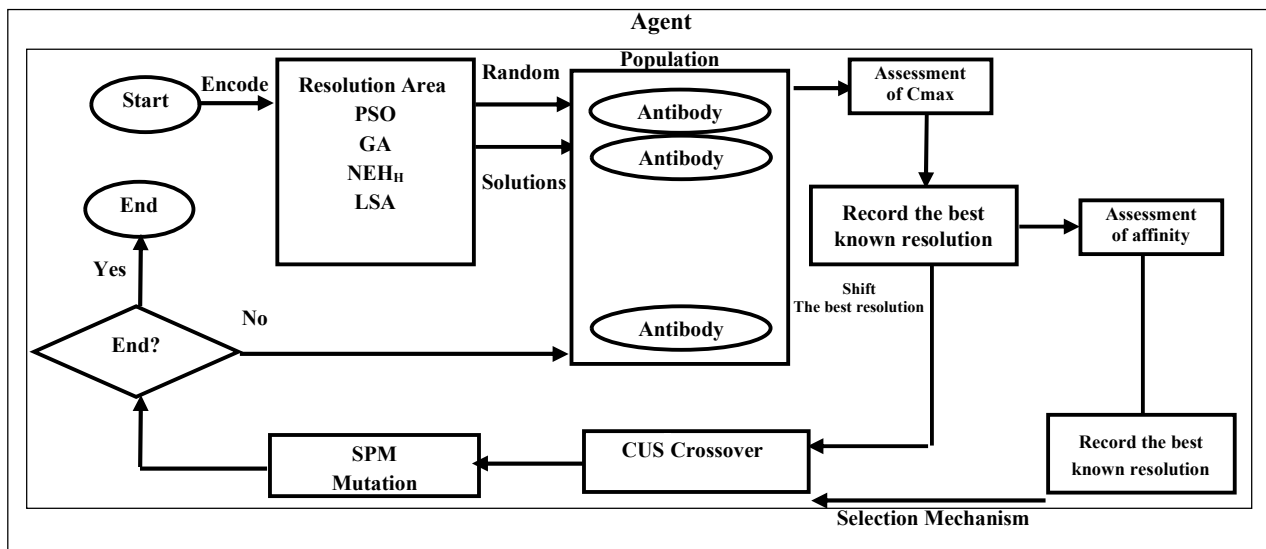 Agent
Population
Start
Encode
Resolution Area
PSO
GA
NEHH
LSA
Random
Solutions
Antibody
Antibody
Antibody
Assessment
of Cmax
Record the best
known resolution
Assessment
of affinity
Shift
The best resolution
End
Yes
End?
No
SPM
Mutation
CUS Crossover
Record the best
known resolution
Selection Mechanism